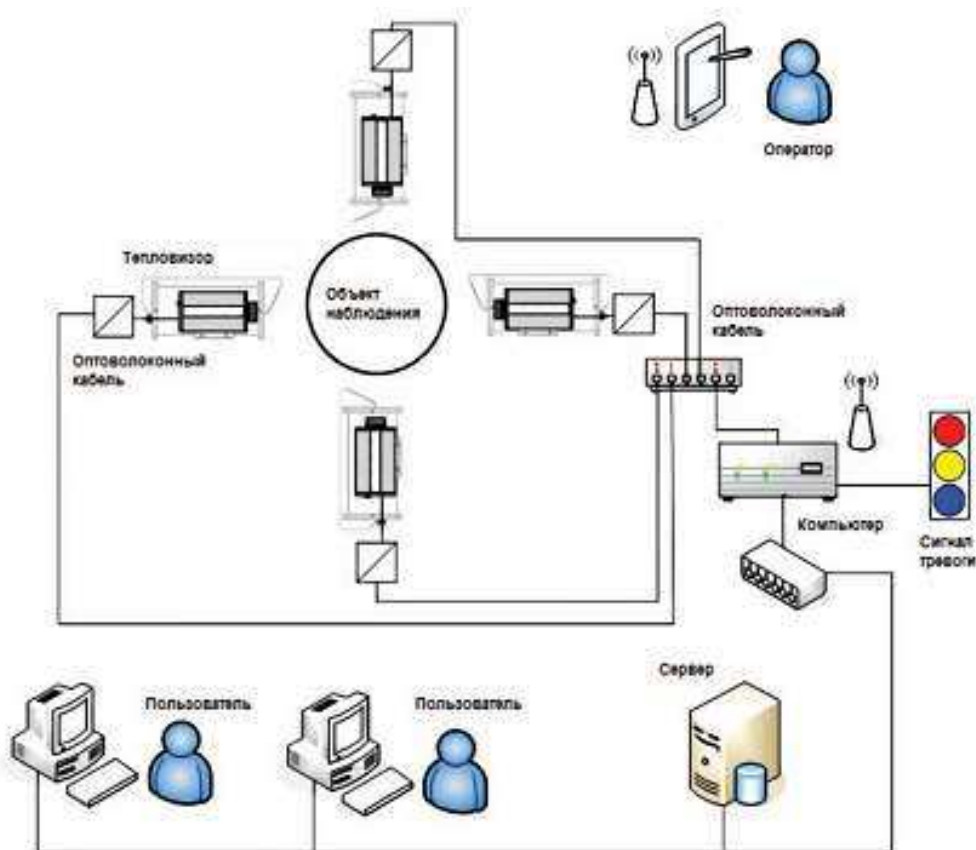 Оператор
Тепловизор
Объект
наблюдения
Оптоволоконный
кабель
Оптоволоконный
кабель
Компьютер
Сигнал
тревоги
Сервер
Пользователь
Пользователь